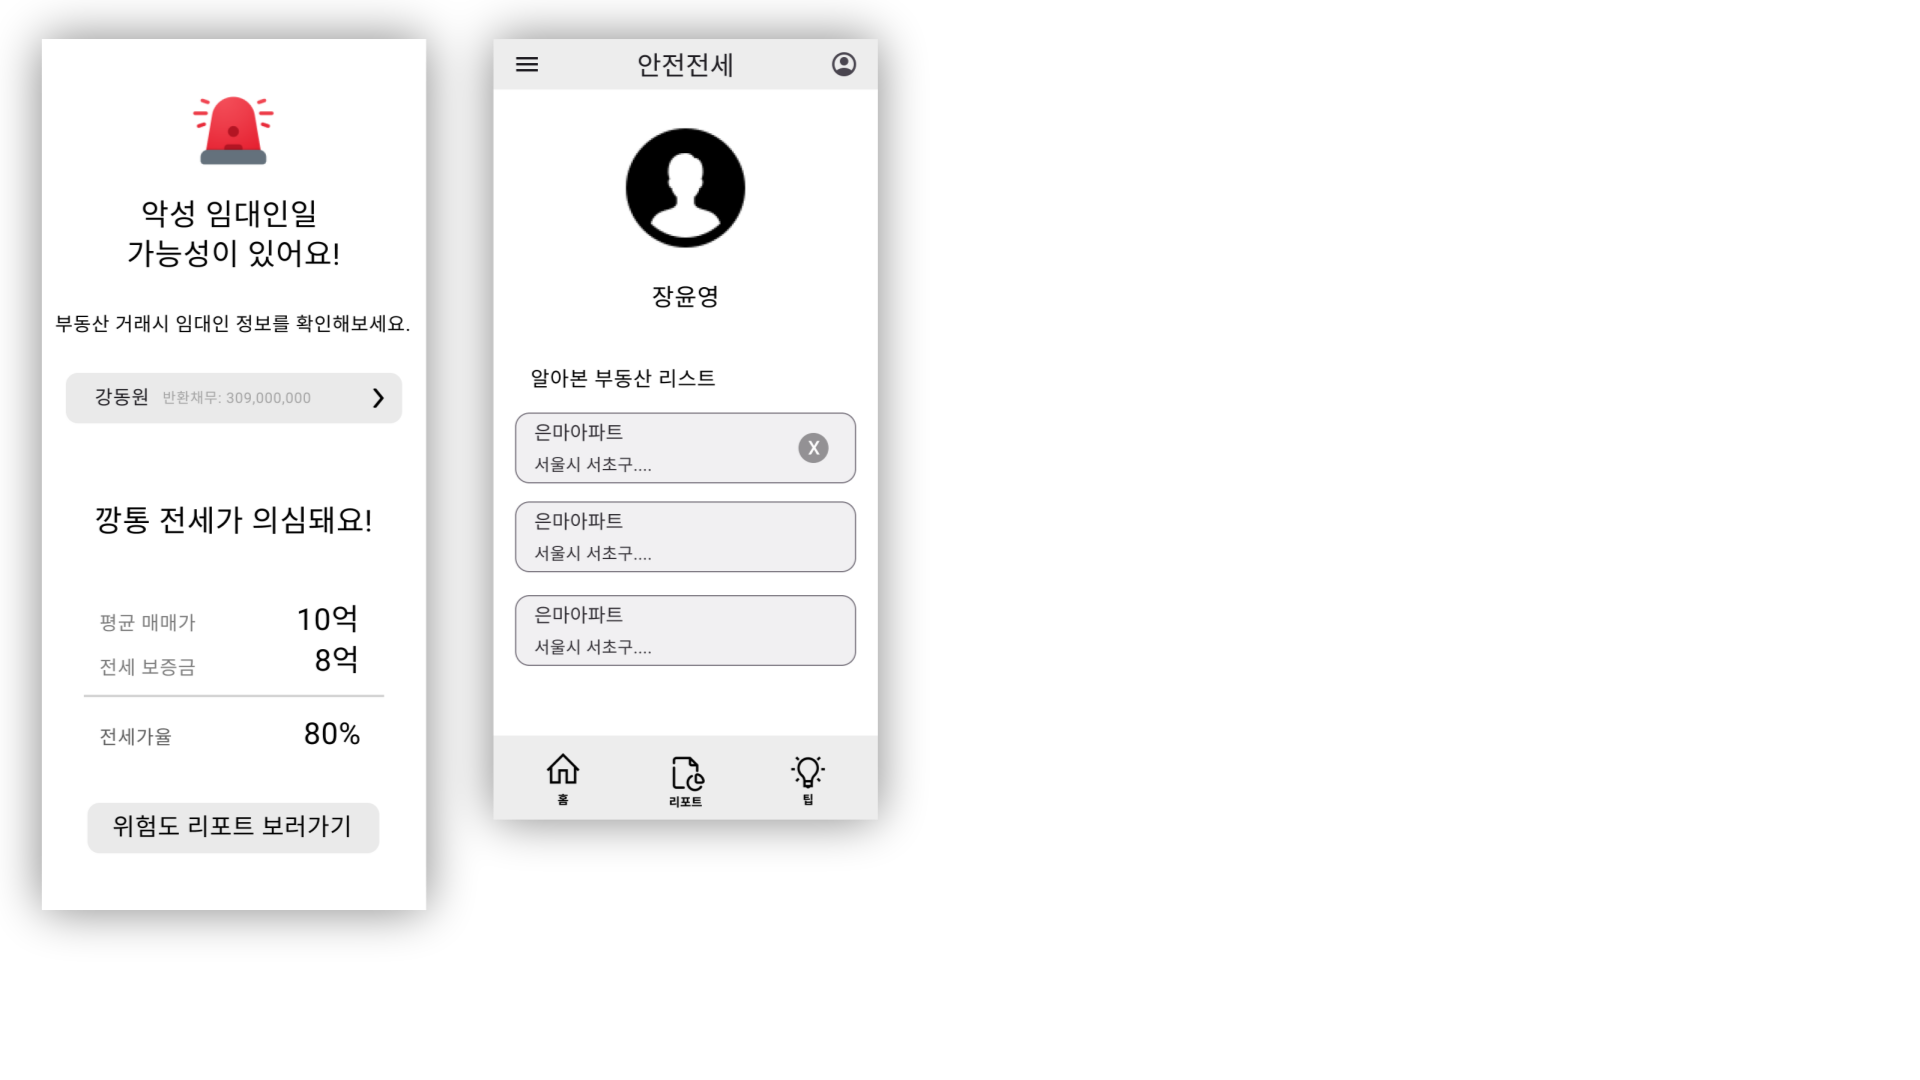 악성 임대인일
가능성이 있어요!
부동산 거래시 임대인 정보를 확인해보세요.
강동원 반환채무: 309,000,000
깡통 전세가 의심돼요!
평균 매매가 10억
전세 보증금 8억
전세가율 80%
위험도 리포트 보러가기
안전전세
장윤영
알아본 부동산 리스트
은마아파트
서울시 서초구....
X
은마아파트
서울시 서초구....
은마아파트
서울시 서초구....
홈 리포트 팁